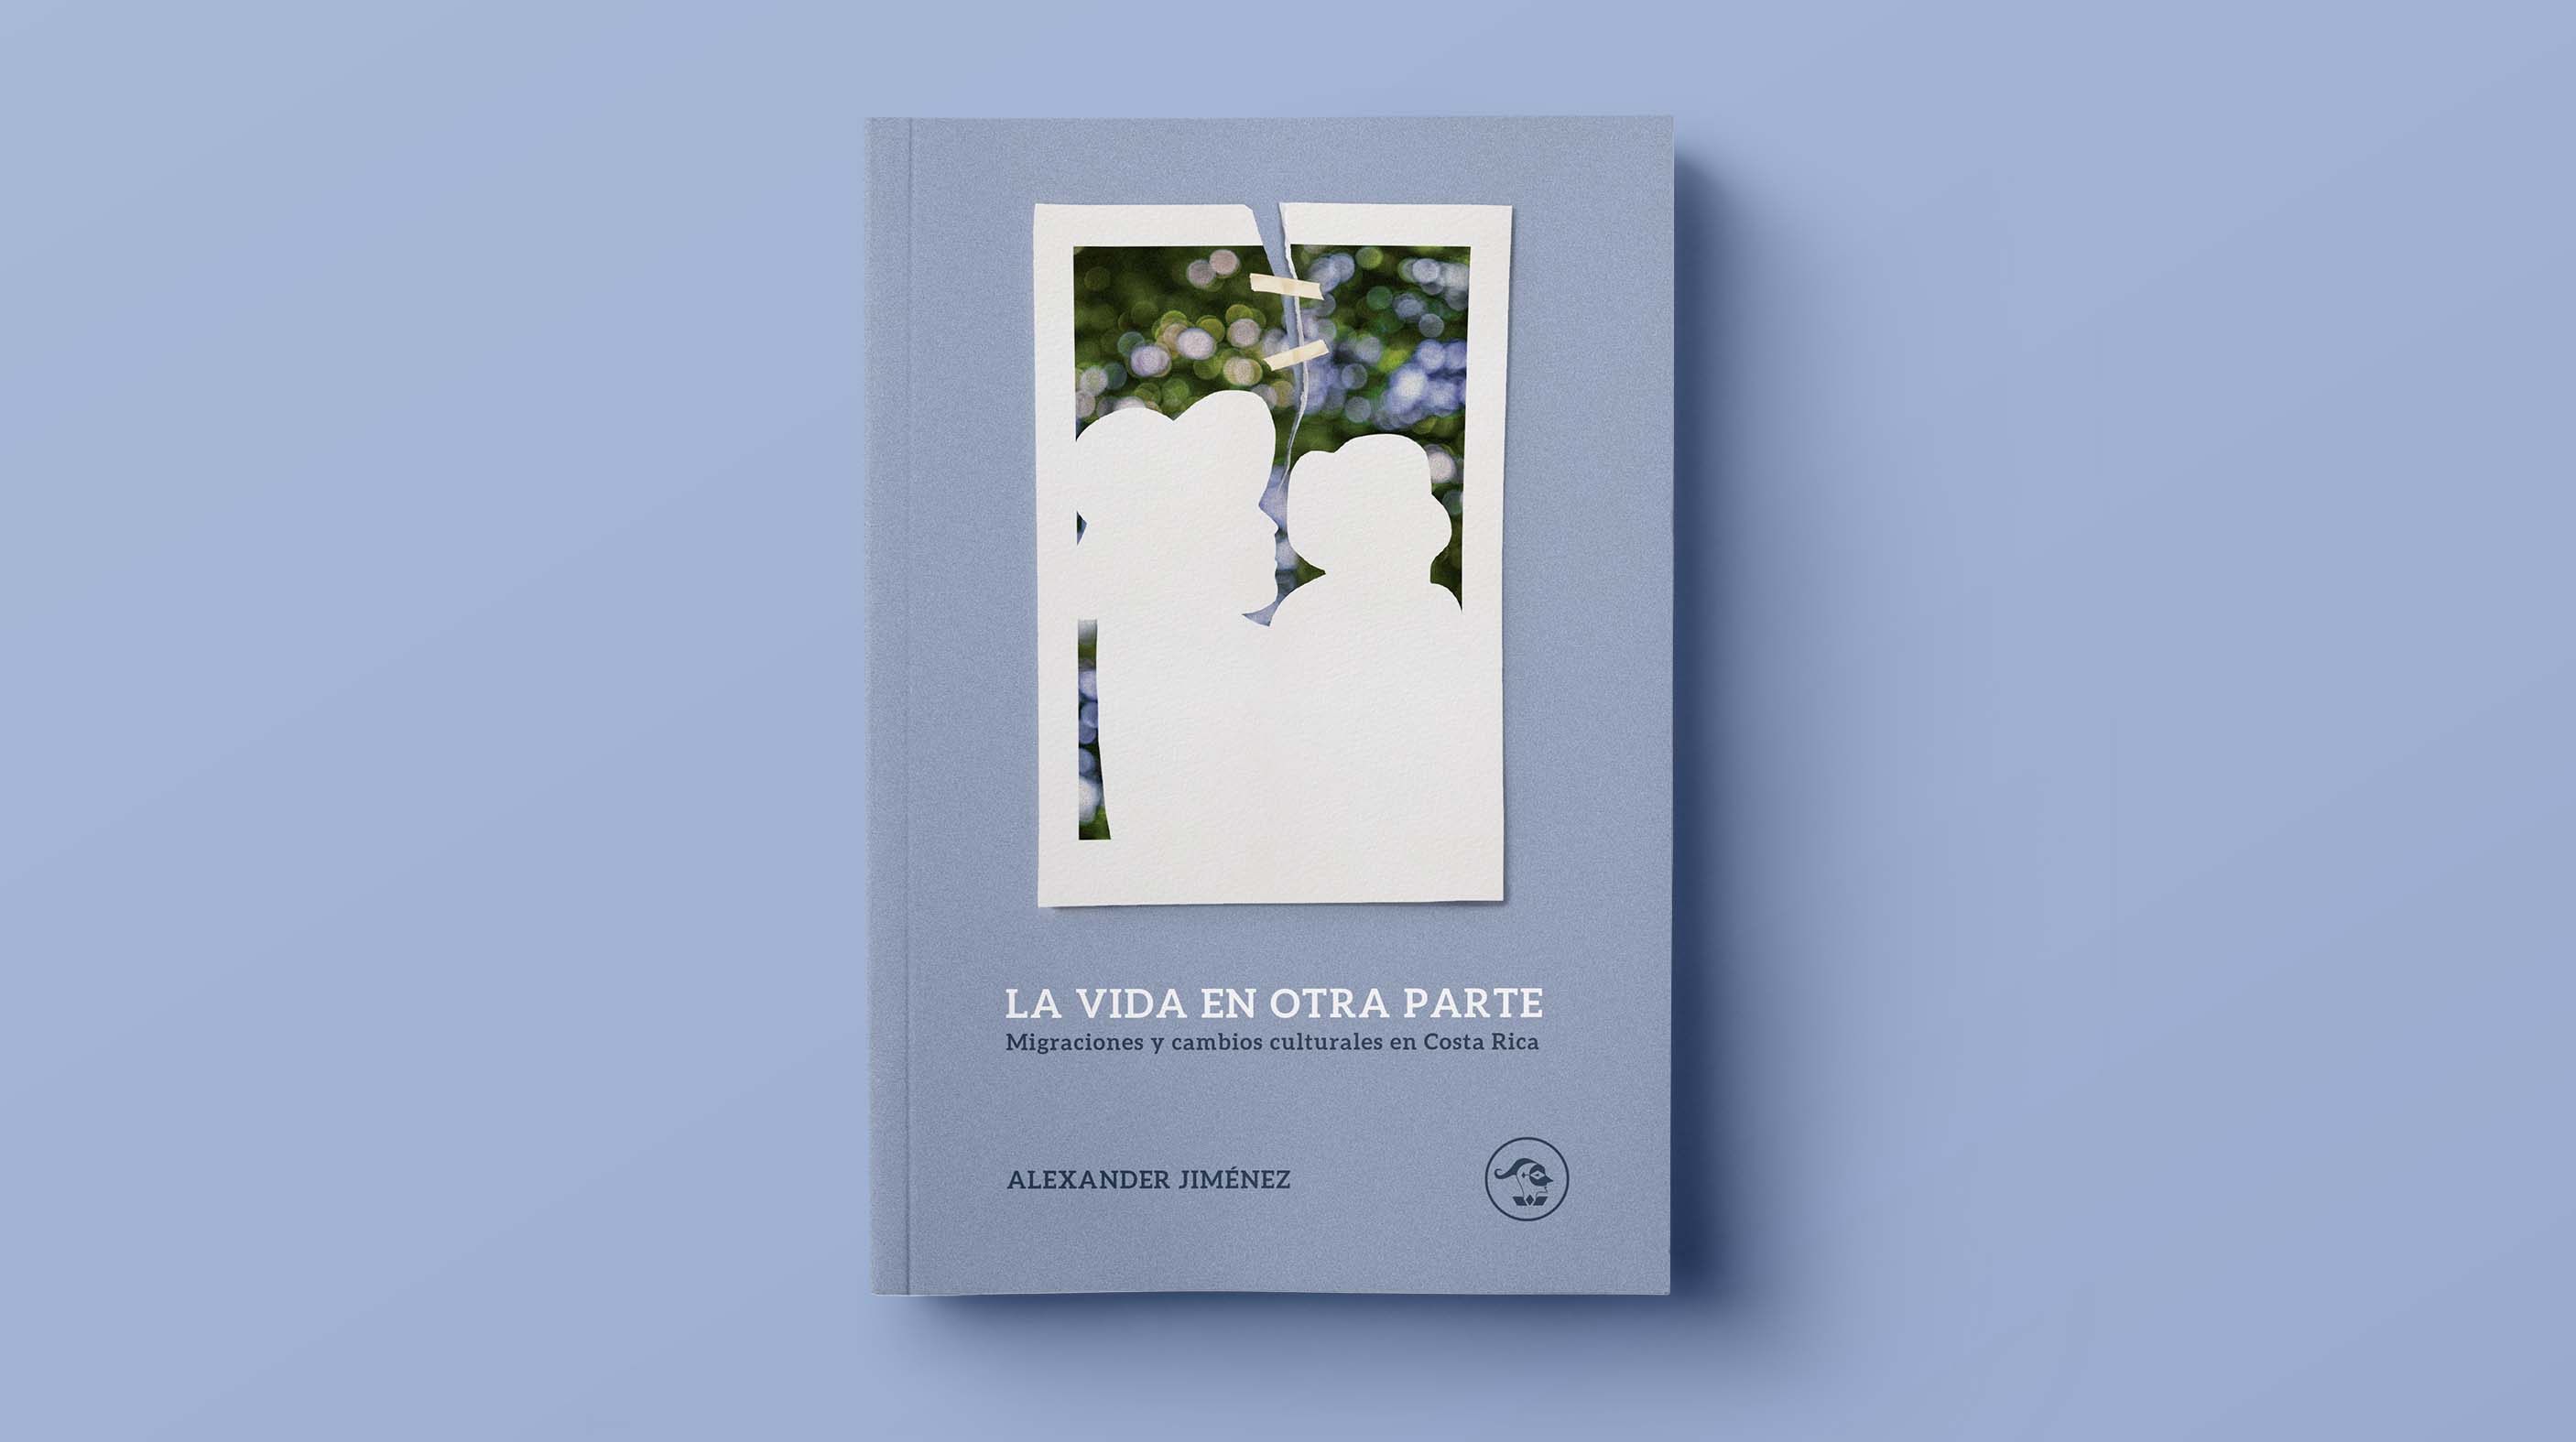 LA VIDA EN OTRA PARTE
Migraciones y cambios culturales en Costa Rica
ALEXANDER JIMÉNEZ